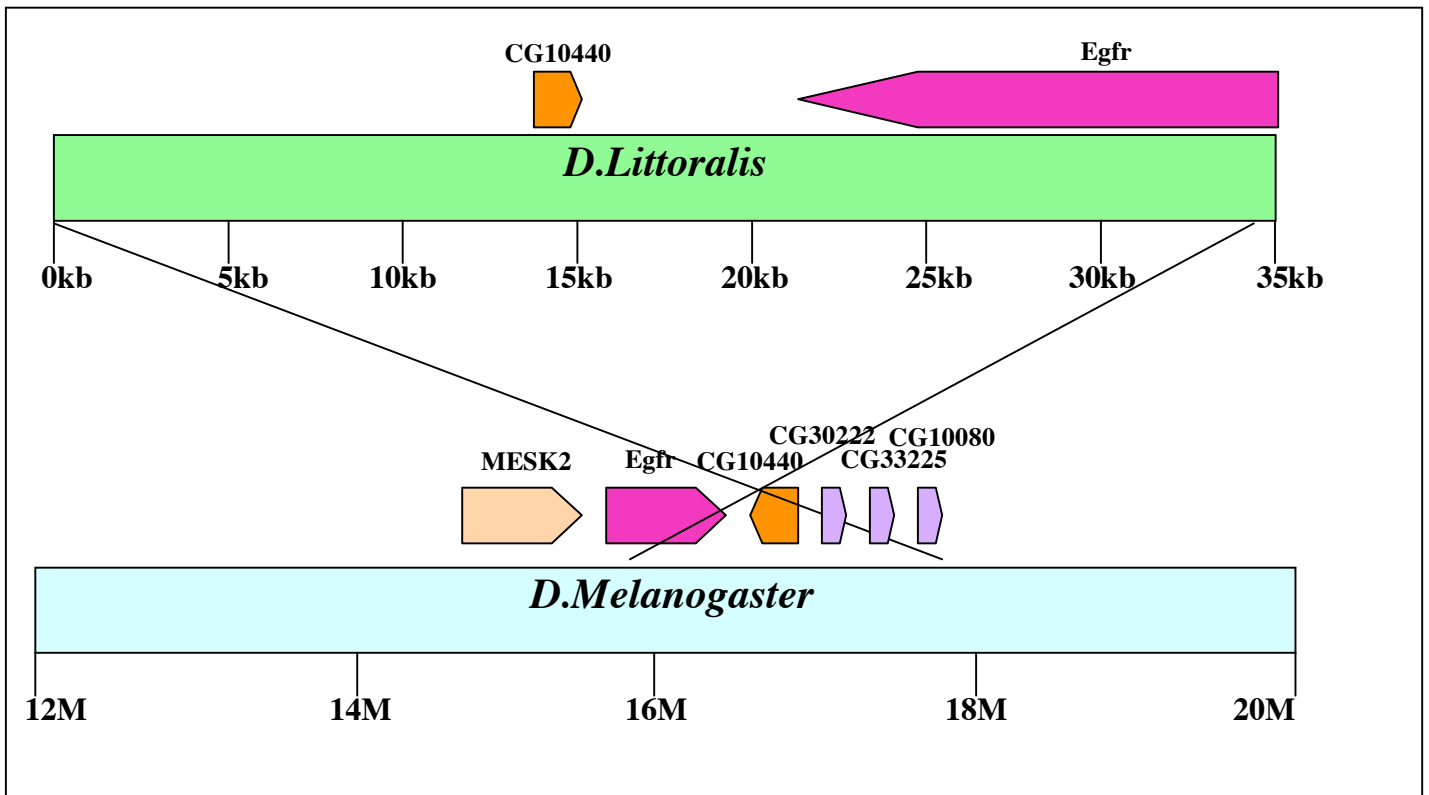 CG10440 Egfr
D.Littoralis
0kb 5kb 10kb 15kb 20kb 25kb 30kb 35kb
CG30222 CG10080
MESK2 Egfr CG10440 CG33225
D.Melanogaster
12M 14M 16M 18M 20M